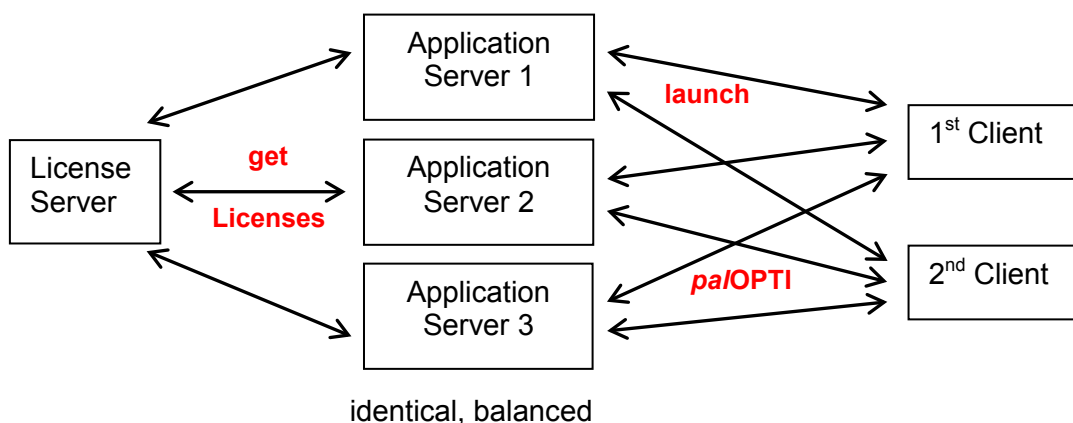 License
Server
get
Licenses
Application
Server 1
Application
Server 2
Application
Server 3
identical, balanced
launch
palOPTI
1st Client
2nd Client